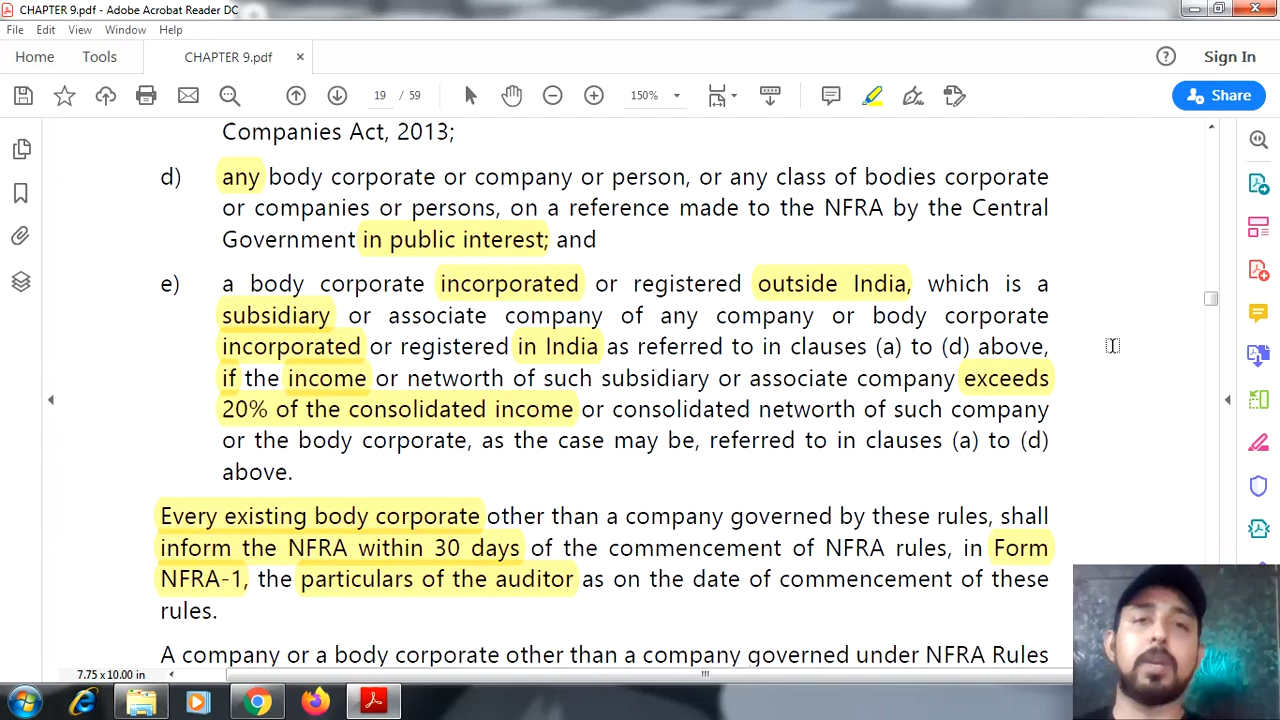 CHAPTER 9.pdf - Adobe Acrobat Reader DC
File Edit View Window Help
Home Tools CHAPTER 9.pdf × Sign In
19 / 59 150% Share
Companies Act, 2013;
d) any body corporate or company or person, or any class of bodies corporate
or companies or persons, on a reference made to the NFRA by the Central
Government in public interest; and
e) a body corporate incorporated or registered outside India, which is a
subsidiary or associate company of any company or body corporate
incorporated or registered in India as referred to in clauses (a) to (d) above,
if the income or networth of such subsidiary or associate company exceeds
20% of the consolidated income or consolidated networth of such company
or the body corporate, as the case may be, referred to in clauses (a) to (d)
above.
Every existing body corporate other than a company governed by these rules, shall
inform the NFRA within 30 days of the commencement of NFRA rules, in Form
NFRA-1, the particulars of the auditor as on the date of commencement of these
rules.
A company or a body corporate other than a company governed under NFRA Rules
7.75 x 10.00 in